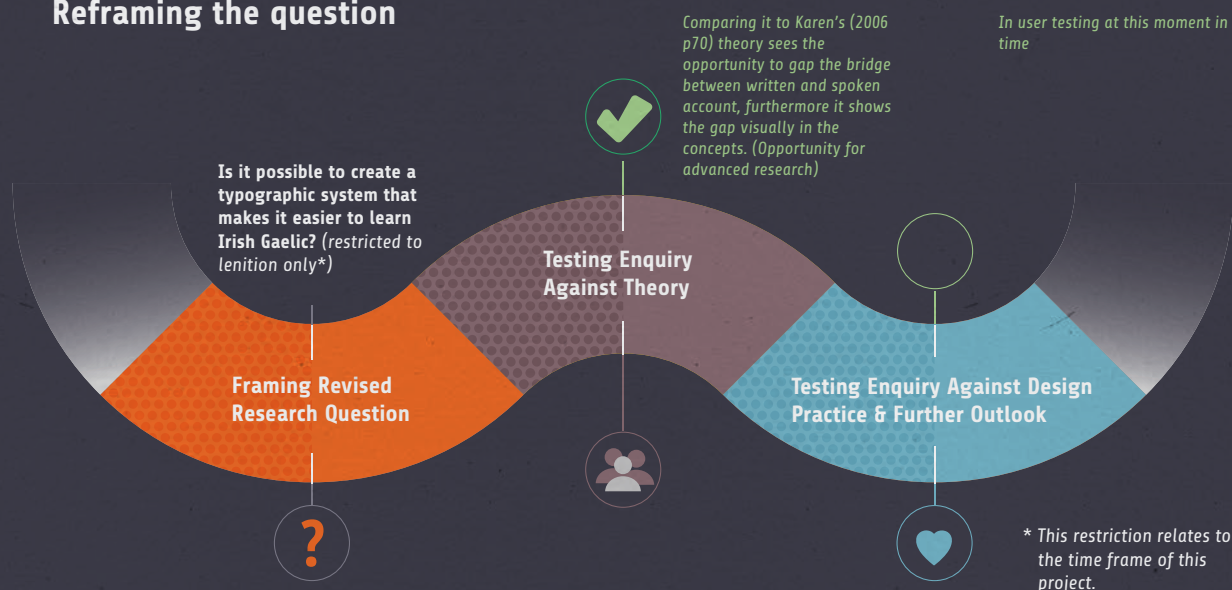 Reframing the question
Is it possible to create a
typographic system that
makes it easier to learn
Irish Gaelic? (restricted to
lenition only*)
Framing Revised
Research Question
?
Comparing it to Karen's (2006
p70) theory sees the
opportunity to gap the bridge
between written and spoken
account, furthermore it shows
the gap visually in the
concepts. (Opportunity for
advanced research)
Testing Enquiry
Against Theory
In user testing at this moment in
time
Testing Enquiry Against Design
Practice & Further Outlook
* This restriction relates to
the time frame of this
project.